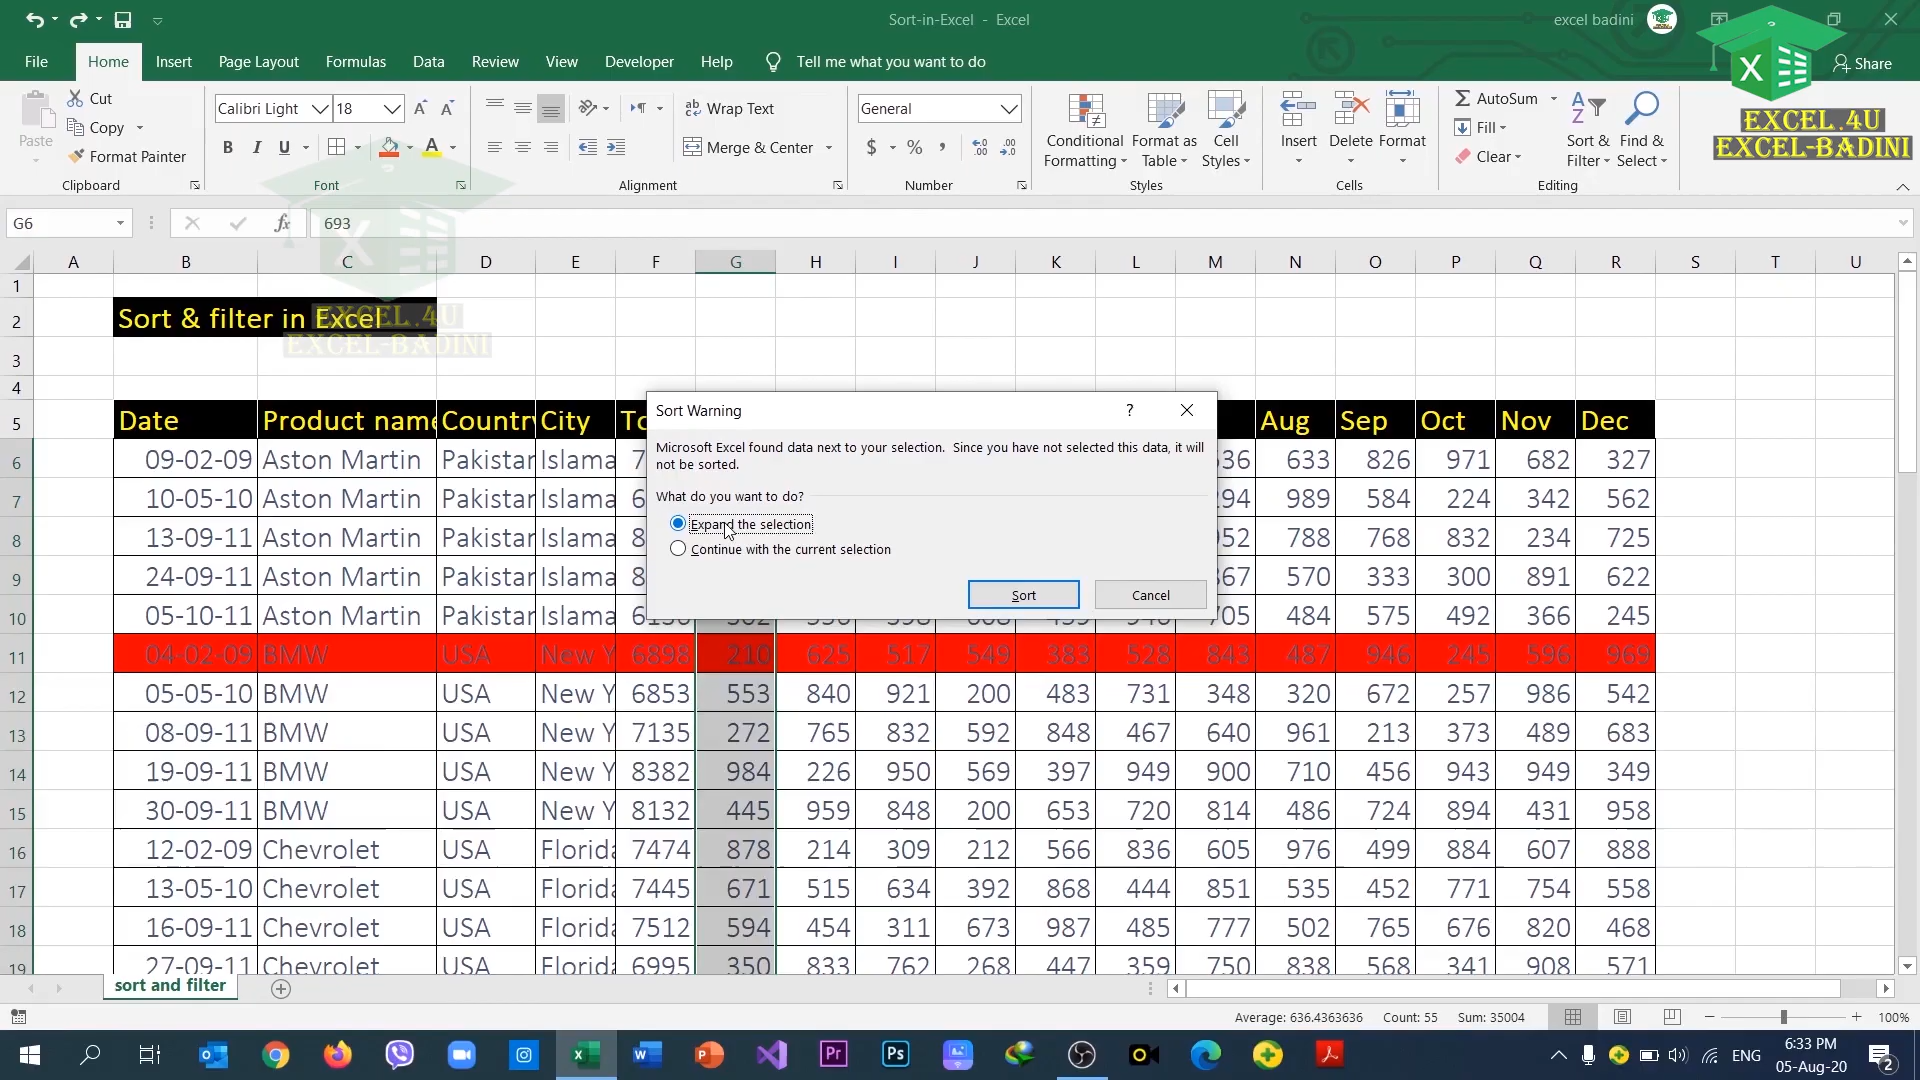 Sort-in-Excel - Excel
excel badini
File Home Insert Page Layout Formulas Data Review View Developer Help Tell me what you want to do Share
Cut
Copy
Format Painter
Paste
Clipboard
Calibri Light 18
B I U
Font
Wrap Text
Merge & Center
Alignment
General
$ % ,
Number
Conditional Formatting
Format as Table
Cell Styles
Styles
Insert Delete Format
Cells
AutoSum
Fill
Clear
Sort & Filter
Find & Select
Editing
EXCEL.4U
EXCEL-BADINI
G6 fx 693
A B C D E F G H I J K L M N O P Q R S T U
1
2 Sort & filter in Excel
EXCEL.4U
EXCEL-BADINI
3
4
5 Date Product name Country City Aug Sep Oct Nov Dec
6 09-02-09 Aston Martin Pakistan Islama 633 826 971 682 327
7 10-05-10 Aston Martin Pakistan Islama 989 584 224 342 562
8 13-09-11 Aston Martin Pakistan Islama 788 768 832 234 725
9 24-09-11 Aston Martin Pakistan Islama 570 333 300 891 622
10 05-10-11 Aston Martin Pakistan Islama 484 575 492 366 245
11 04-02-09 BMW USA New Y 6898 210 625 517 549 383 528 843 487 946 245 596 969
12 05-05-10 BMW USA New Y 6853 553 840 921 200 483 731 348 320 672 257 986 542
13 08-09-11 BMW USA New Y 7135 272 765 832 592 848 467 640 961 213 373 489 683
14 19-09-11 BMW USA New Y 8382 984 226 950 569 397 949 900 710 456 943 949 349
15 30-09-11 BMW USA New Y 8132 445 959 848 200 653 720 814 486 724 894 431 958
16 12-02-09 Chevrolet USA Florida 7474 878 214 309 212 566 836 605 976 499 884 607 888
17 13-05-10 Chevrolet USA Florida 7445 671 515 634 392 868 444 851 535 452 771 754 558
18 16-09-11 Chevrolet USA Florida 7512 594 454 311 673 987 485 777 502 765 676 820 468
19 27-09-11 Chevrolet USA Florida 6995 350 833 762 268 447 359 750 838 568 341 908 571
Sort Warning ?
Microsoft Excel found data next to your selection. Since you have not selected this data, it will
not be sorted.
What do you want to do?
Expand the selection
Continue with the current selection
Sort Cancel
sort and filter
Average: 636.4363636 Count: 55 Sum: 35004 100%
ENG
6:33 PM
05-Aug-20
2